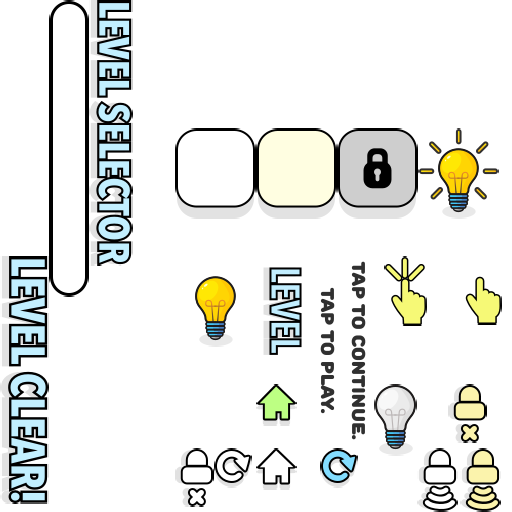 LEVEL SELECTOR
LEVEL CLEAR!
LEVEL
TAP TO PLAY.
TAP TO CONTINUE.